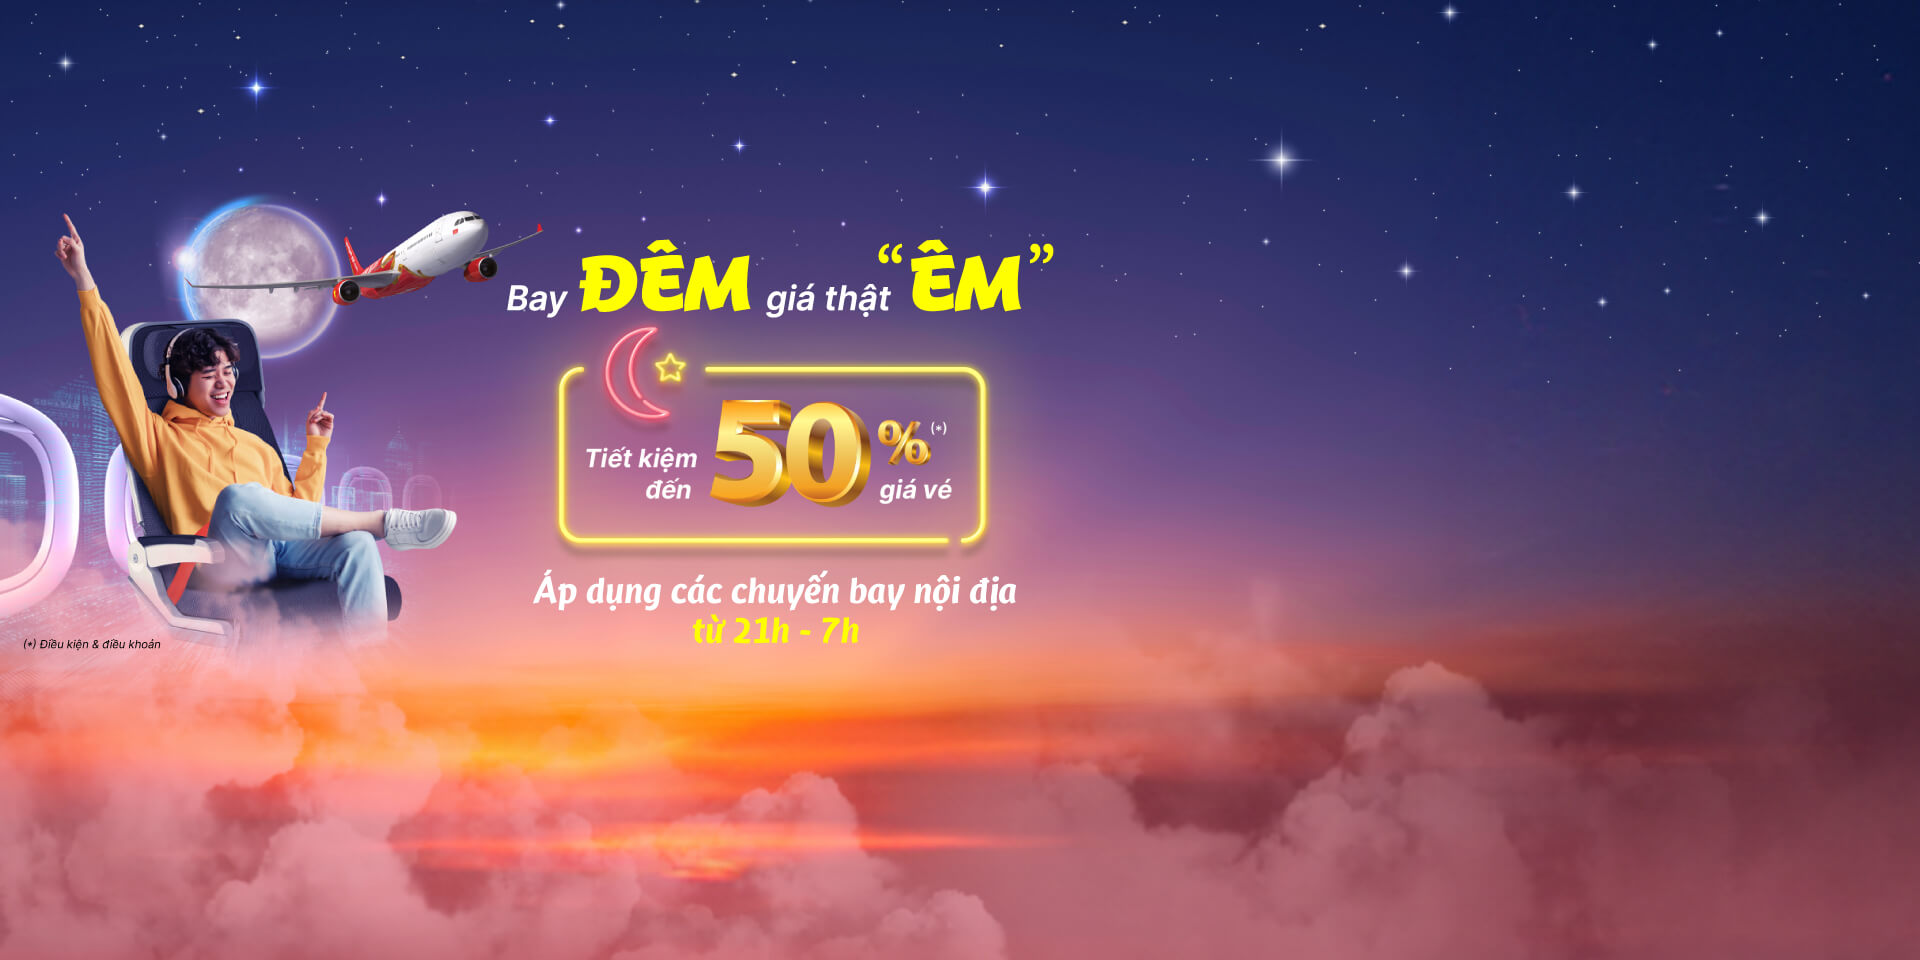 Bay ĐÊM giá thật “ÊM”
Tiết kiệm đến 50% (*) giá vé
Áp dụng các chuyến bay nội địa
từ 21h - 7h
(*) Điều kiện & điều khoản